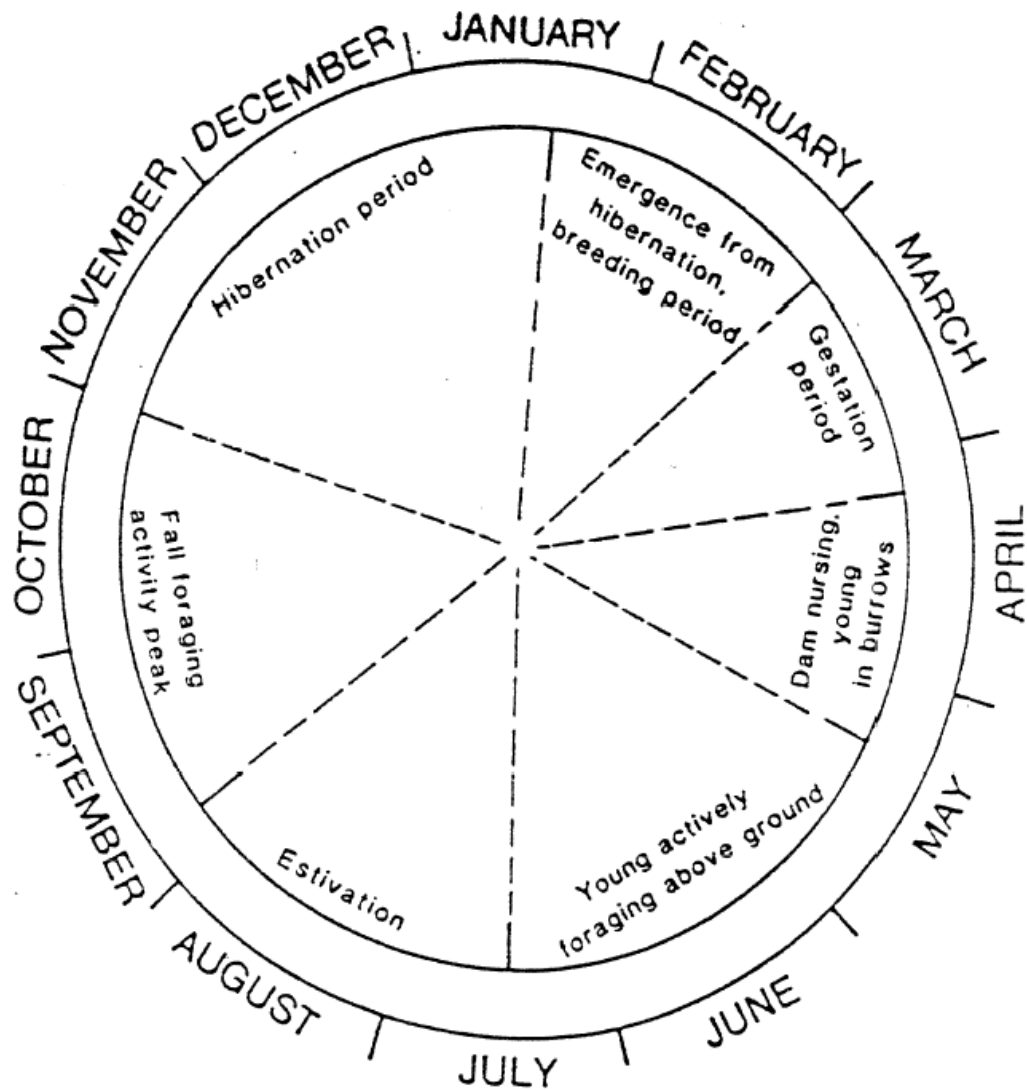 JANUARY
FEBRUARY
MARCH
APRIL
MAY
JUNE
JULY
AUGUST
SEPTEMBER
OCTOBER
NOVEMBER
DECEMBER
Emergence from
hibernation,
breeding period
Gestation
period
Dam nursing,
young
in burrows
Young actively
foraging above ground
Estivation
Fall foraging
activity peak
Hibernation period